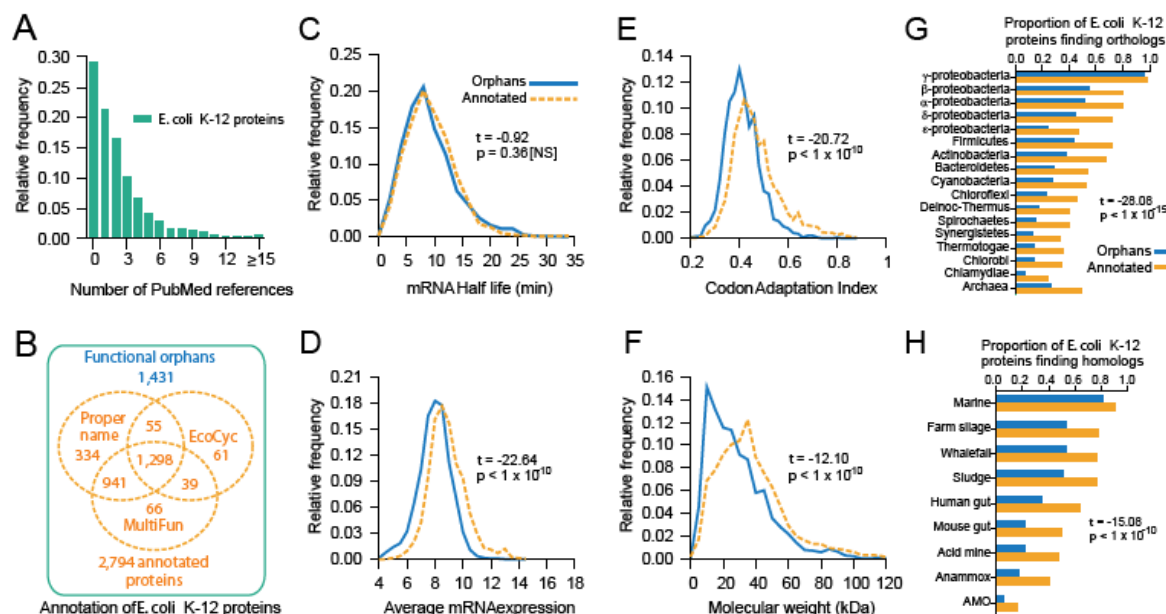 A
Relative frequency
0.30
0.25
0.20
0.15
0.10
0.05
0.00
E. coli K-12 proteins
0 3 6 9 12 ≥15
Number of PubMed references
B
Functional orphans
1,431
Proper
name
334
55
EcoCyc
61
1,298
941
39
66
MultiFun
2,794 annotated
proteins
Annotation of E. coli K-12 proteins
C
Relative frequency
0.25
0.20
0.15
0.10
0.05
0.00
Orphans
Annotated
t = -0.92
p = 0.36 [NS]
0 5 10 15 20 25 30 35
mRNA Half life (min)
D
Relative frequency
0.21
0.18
0.15
0.12
0.09
0.06
0.03
0.00
t = -22.64
p < 1 x 10-10
4 6 8 10 12 14 16 18
Average mRNA expression
E
Relative frequency
0.14
0.12
0.10
0.08
0.06
0.04
0.02
0.00
t = -20.72
p < 1 x 10-10
0.2 0.4 0.6 0.8 1
Codon Adaptation Index
F
Relative frequency
0.16
0.14
0.12
0.10
0.08
0.06
0.04
0.02
0.00
t = -12.10
p < 1 x 10-10
0 20 40 60 80 100 120
Molecular weight (kDa)
G
Proportion of E. coli K-12
proteins finding orthologs
0.0 0.2 0.4 0.6 0.8 1.0
γ-proteobacteria
β-proteobacteria
α-proteobacteria
δ-proteobacteria
ε-proteobacteria
Firmicutes
Actinobacteria
Bacteroidetes
Cyanobacteria
Chloroflexi
Deinoc-Thermus
Spirochaetes
Synergistetes
Thermotogae
Chlorobi
Chlamydiae
Archaea
t = -28.08
p < 1 x 10-15
Orphans
Annotated
H
Proportion of E. coli K-12
proteins finding homologs
0.0 0.2 0.4 0.6 0.8 1.0
Marine
Farm silage
Whalefall
Sludge
Human gut
Mouse gut
Acid mine
Anammox
AMO
t = -15.08
p < 1 x 10-10